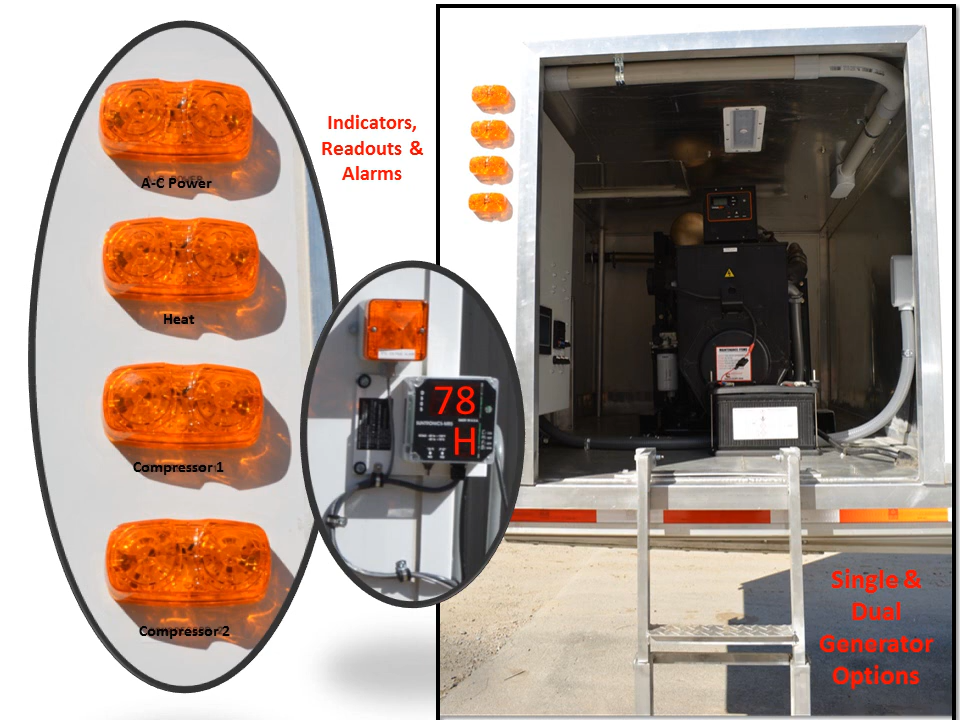 A-C Power
Heat
Compressor 1
Compressor 2
Indicators,
Readouts &
Alarms
78
H
Single &
Dual
Generator
Options